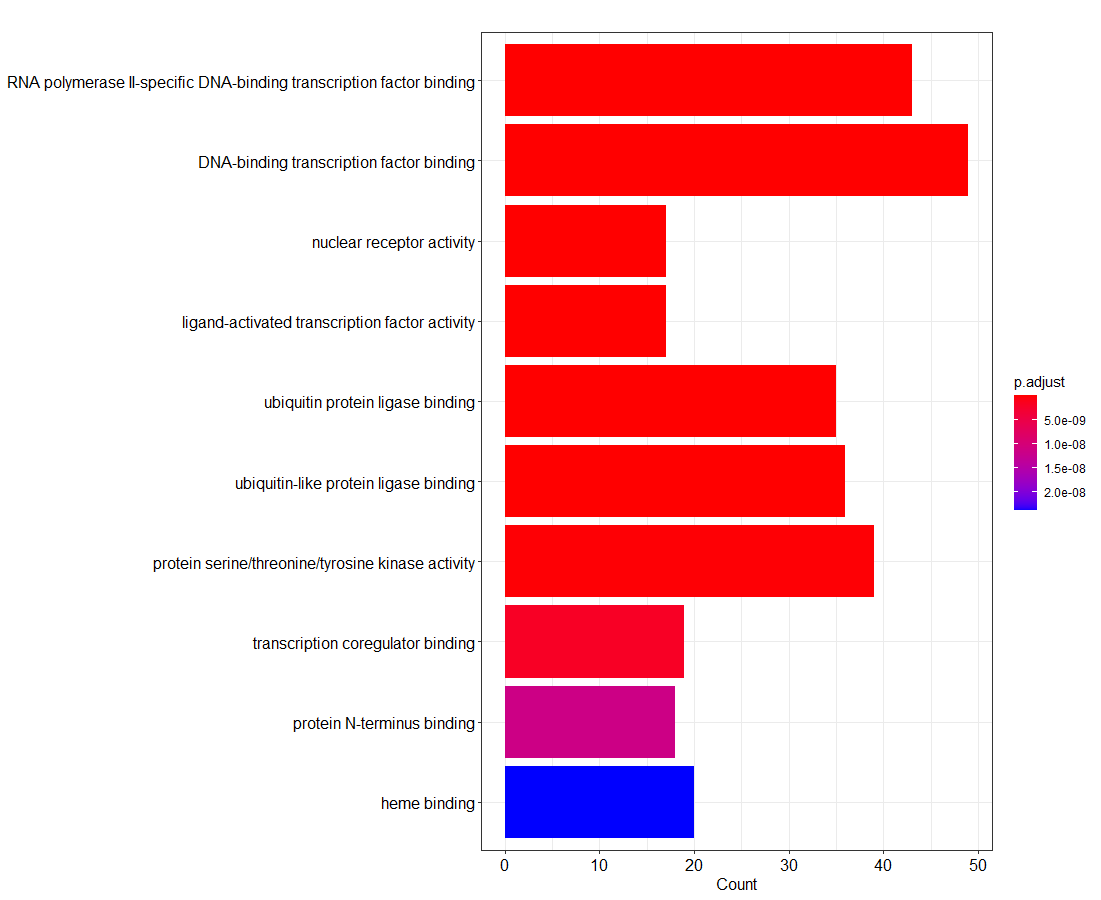 RNA polymerase II-specific DNA-binding transcription factor binding
DNA-binding transcription factor binding
nuclear receptor activity
ligand-activated transcription factor activity
ubiquitin protein ligase binding
ubiquitin-like protein ligase binding
protein serine/threonine/tyrosine kinase activity
transcription coregulator binding
protein N-terminus binding
heme binding
0 10 20 30 40 50
Count
p.adjust
5.0e-09
1.0e-08
1.5e-08
2.0e-08